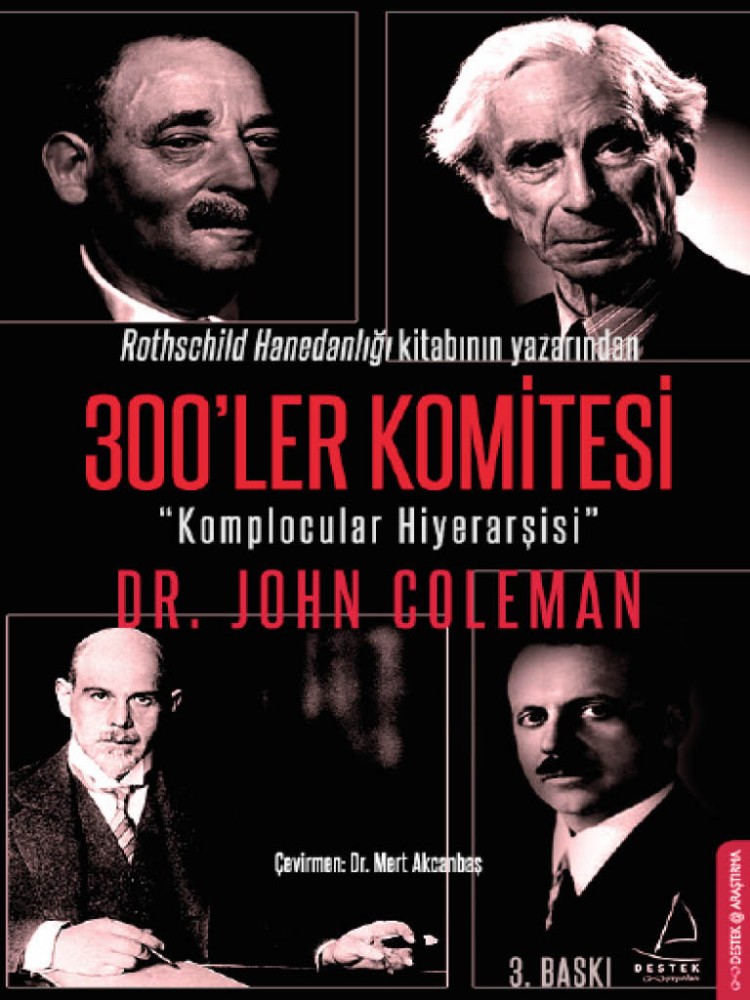 Rothschild Hanedanlığı kitabının yazarından
300'LER KOMİTESİ
"Komplocular Hiyerarşisi"
DR. JOHN COLEMAN
Çevirmen: Dr. Mert Akcanbaş
3. BASKI
DESTEK
yayınları
DESTEK @ ARAŞTIRMA